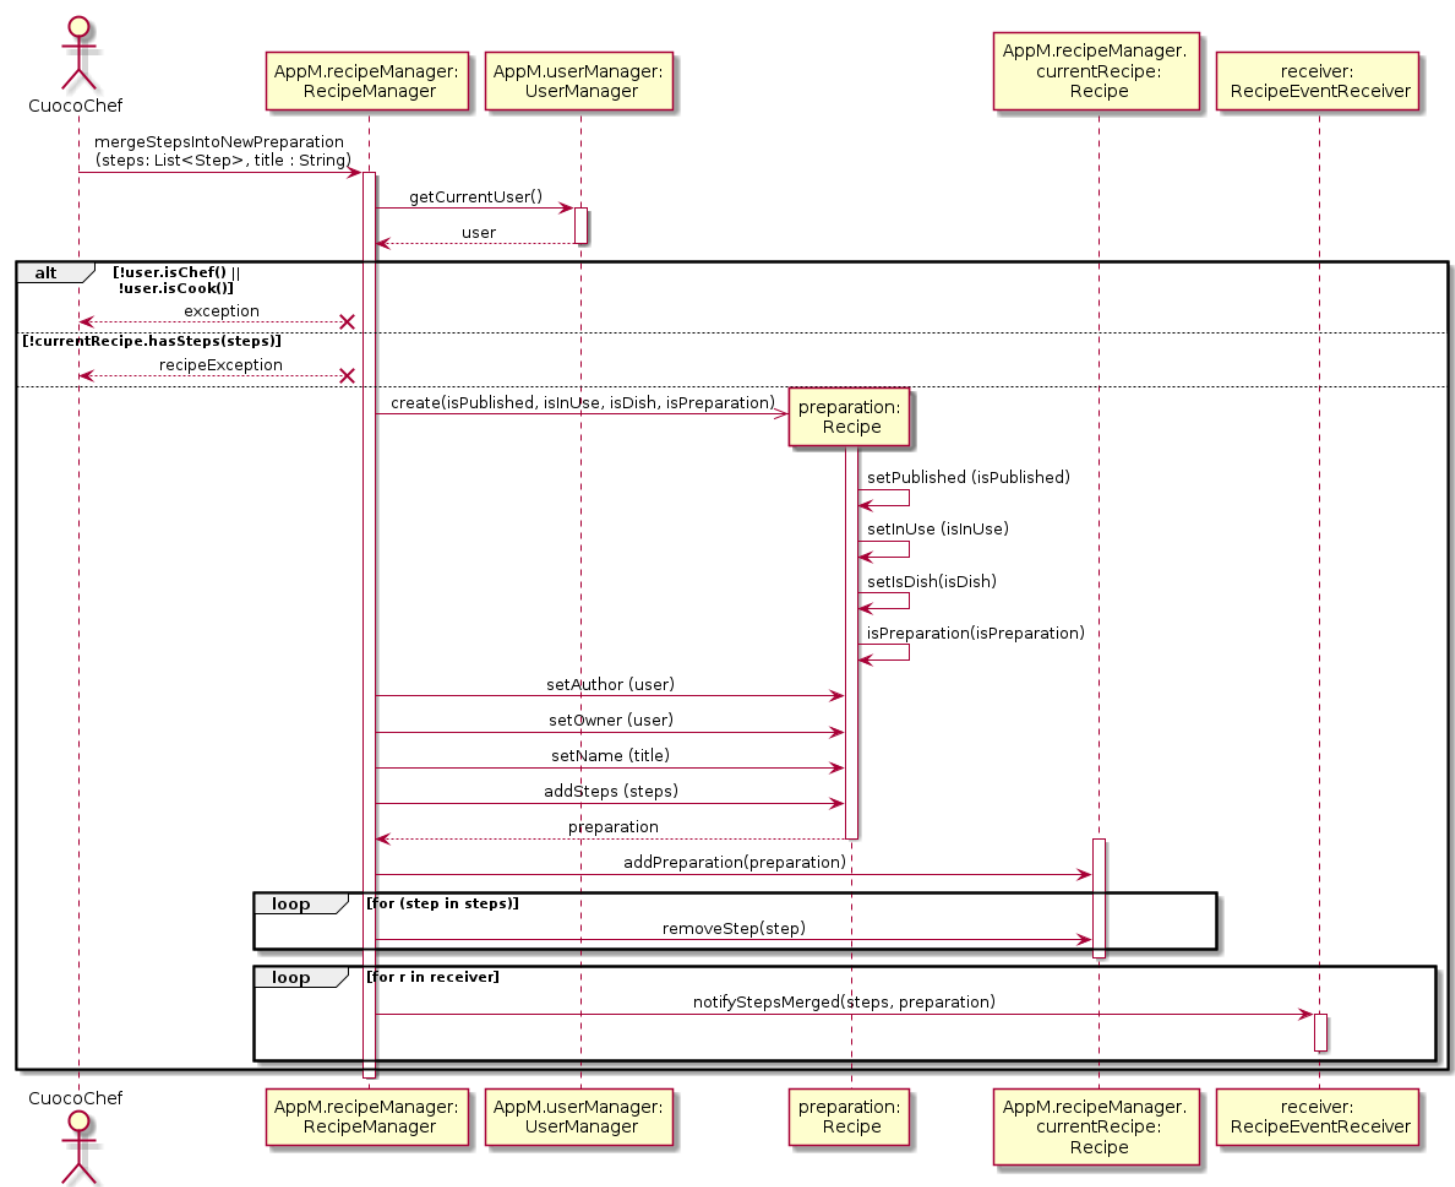 CuocoChef
AppM.recipeManager:
RecipeManager
AppM.userManager:
UserManager
AppM.recipeManager.
currentRecipe:
Recipe
receiver:
RecipeEventReceiver
mergeStepsIntoNewPreparation
(steps: List<Step>, title : String)
getCurrentUser()
user
alt
[!user.isChef() ||
!user.isCook()]
exception
[!currentRecipe.hasSteps(steps)]
recipeException
create(isPublished, isInUse, isDish, isPreparation)
preparation:
Recipe
setPublished (isPublished)
setInUse (isInUse)
setIsDish(isDish)
isPreparation(isPreparation)
setAuthor (user)
setOwner (user)
setName (title)
addSteps (steps)
preparation
addPreparation(preparation)
loop
[for (step in steps)]
removeStep(step)
loop
[for r in receiver]
notifyStepsMerged(steps, preparation)
CuocoChef
AppM.recipeManager:
RecipeManager
AppM.userManager:
UserManager
preparation:
Recipe
AppM.recipeManager.
currentRecipe:
Recipe
receiver:
RecipeEventReceiver